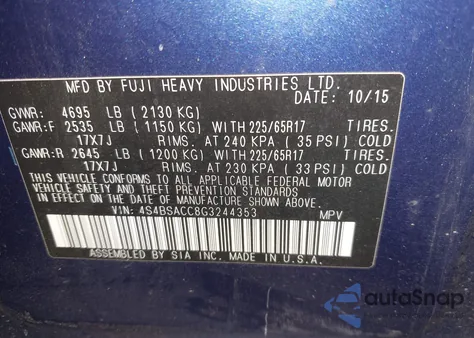 MFD BY FUJI HEAVY INDUSTRIES LTD.
DATE: 10/15
GVWR: 4695 LB (2130 KG)
GAWR:F 2535 LB (1150 KG) WITH 225/65R17 TIRES.
17X7J RIMS. AT 240 KPA (35 PSI) COLD
GAWR:R 2645 LB (1200 KG) WITH 225/65R17 TIRES.
17X7J RIMS. AT 230 KPA (33 PSI) COLD
THIS VEHICLE CONFORMS TO ALL APPLICABLE FEDERAL MOTOR
VEHICLE SAFETY AND THEFT PREVENTION STANDARDS IN
EFFECT ON THE DATE OF MANUFACTURE SHOWN ABOVE.
VIN: 4S4BSACC8G3244353 MPV
ASSEMBLED BY SIA INC. MADE IN U.S.A.
autoSnap